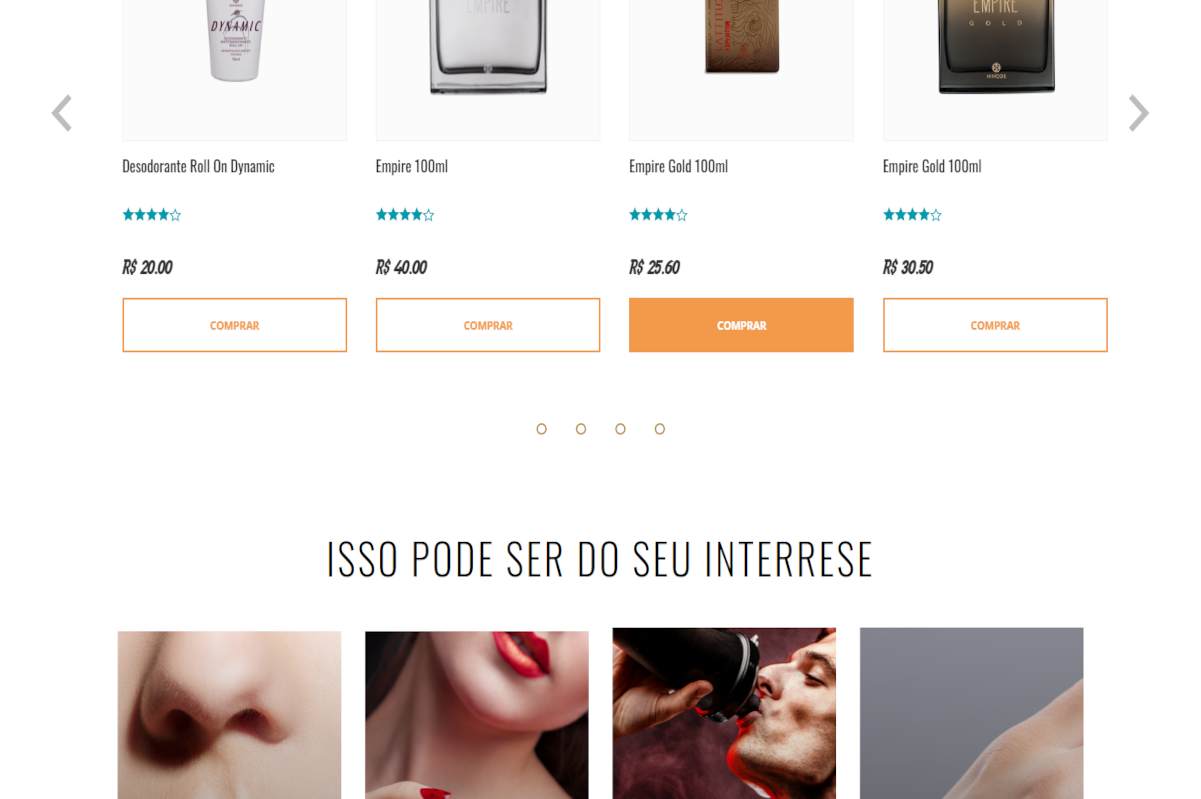 DYNAMIC
EMPIRE
EMPIRE
GOLD
HINODE
Desodorante Roll On Dynamic
Empire 100ml
Empire Gold 100ml
Empire Gold 100ml
R$ 20.00
R$ 40.00
R$ 25.60
R$ 30.50
COMPRAR
COMPRAR
COMPRAR
COMPRAR
ISSO PODE SER DO SEU INTERRESE